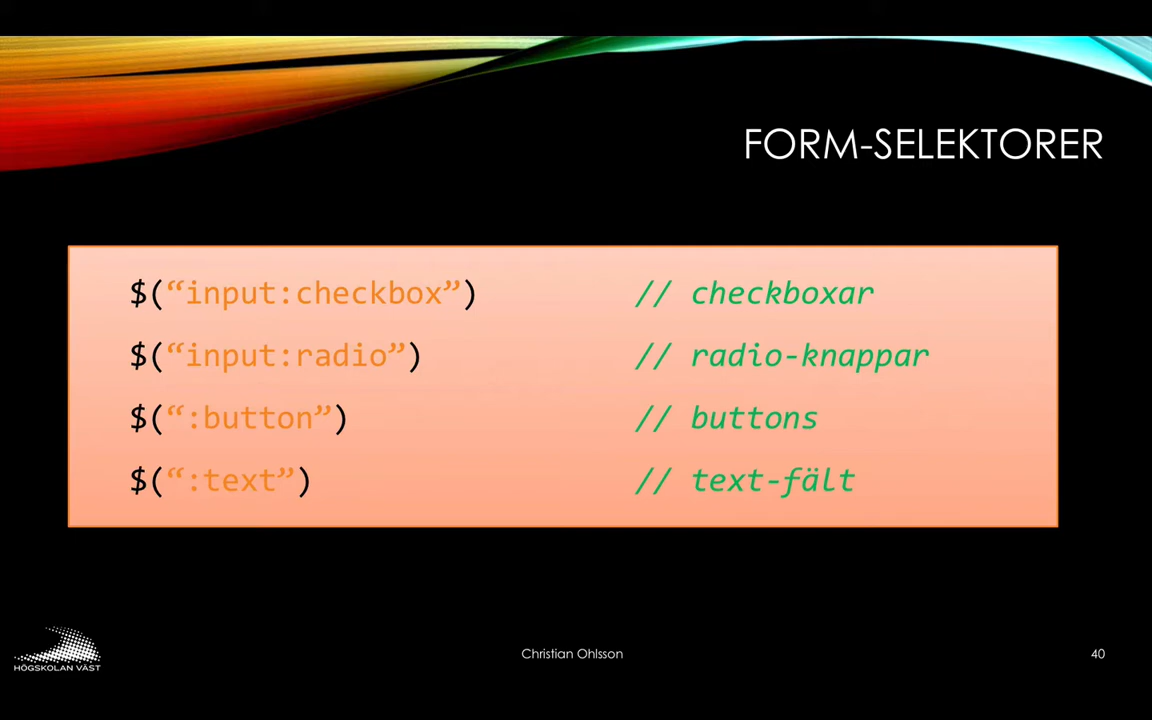 FORM-SELEKTORER
$(“input:checkbox”) // checkboxar
$(“input:radio”) // radio-knappar
$(“:button”) // buttons
$(“:text”) // text-fält
HÖGSKOLAN VÄST
Christian Ohlsson
40